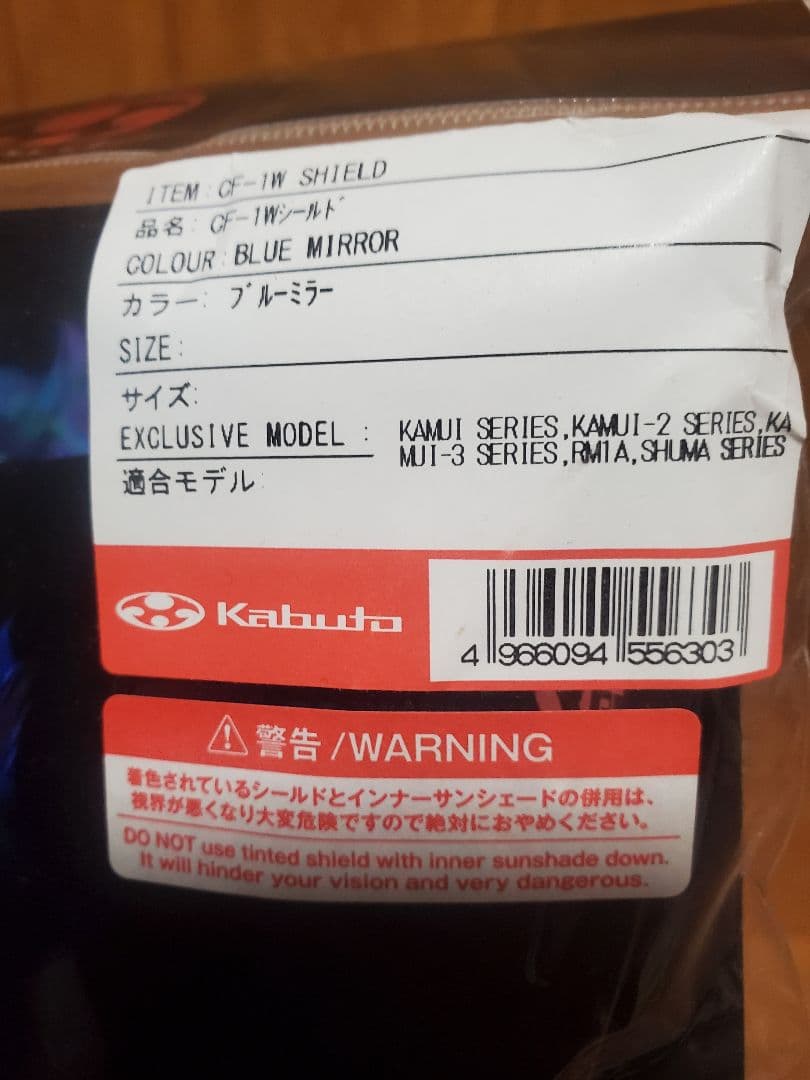 ITEM : CF-1W SHIELD
品名: CF-1Wシールド
COLOUR : BLUE MIRROR
カラー: ブルーミラー
SIZE:
サイズ:
EXCLUSIVE MODEL : KAMUI SERIES,KAMUI-2 SERIES,KA
MUI-3 SERIES,RM1A,SHUMA SERIES
適合モデル:
Kabuto
4 966094 556303
警告/WARNING
着色されているシールドとインナーサンシェードの併用は、
視界が悪くなり大変危険ですので絶対におやめください。
DO NOT use tinted shield with inner sunshade down.
It will hinder your vision and very dangerous.